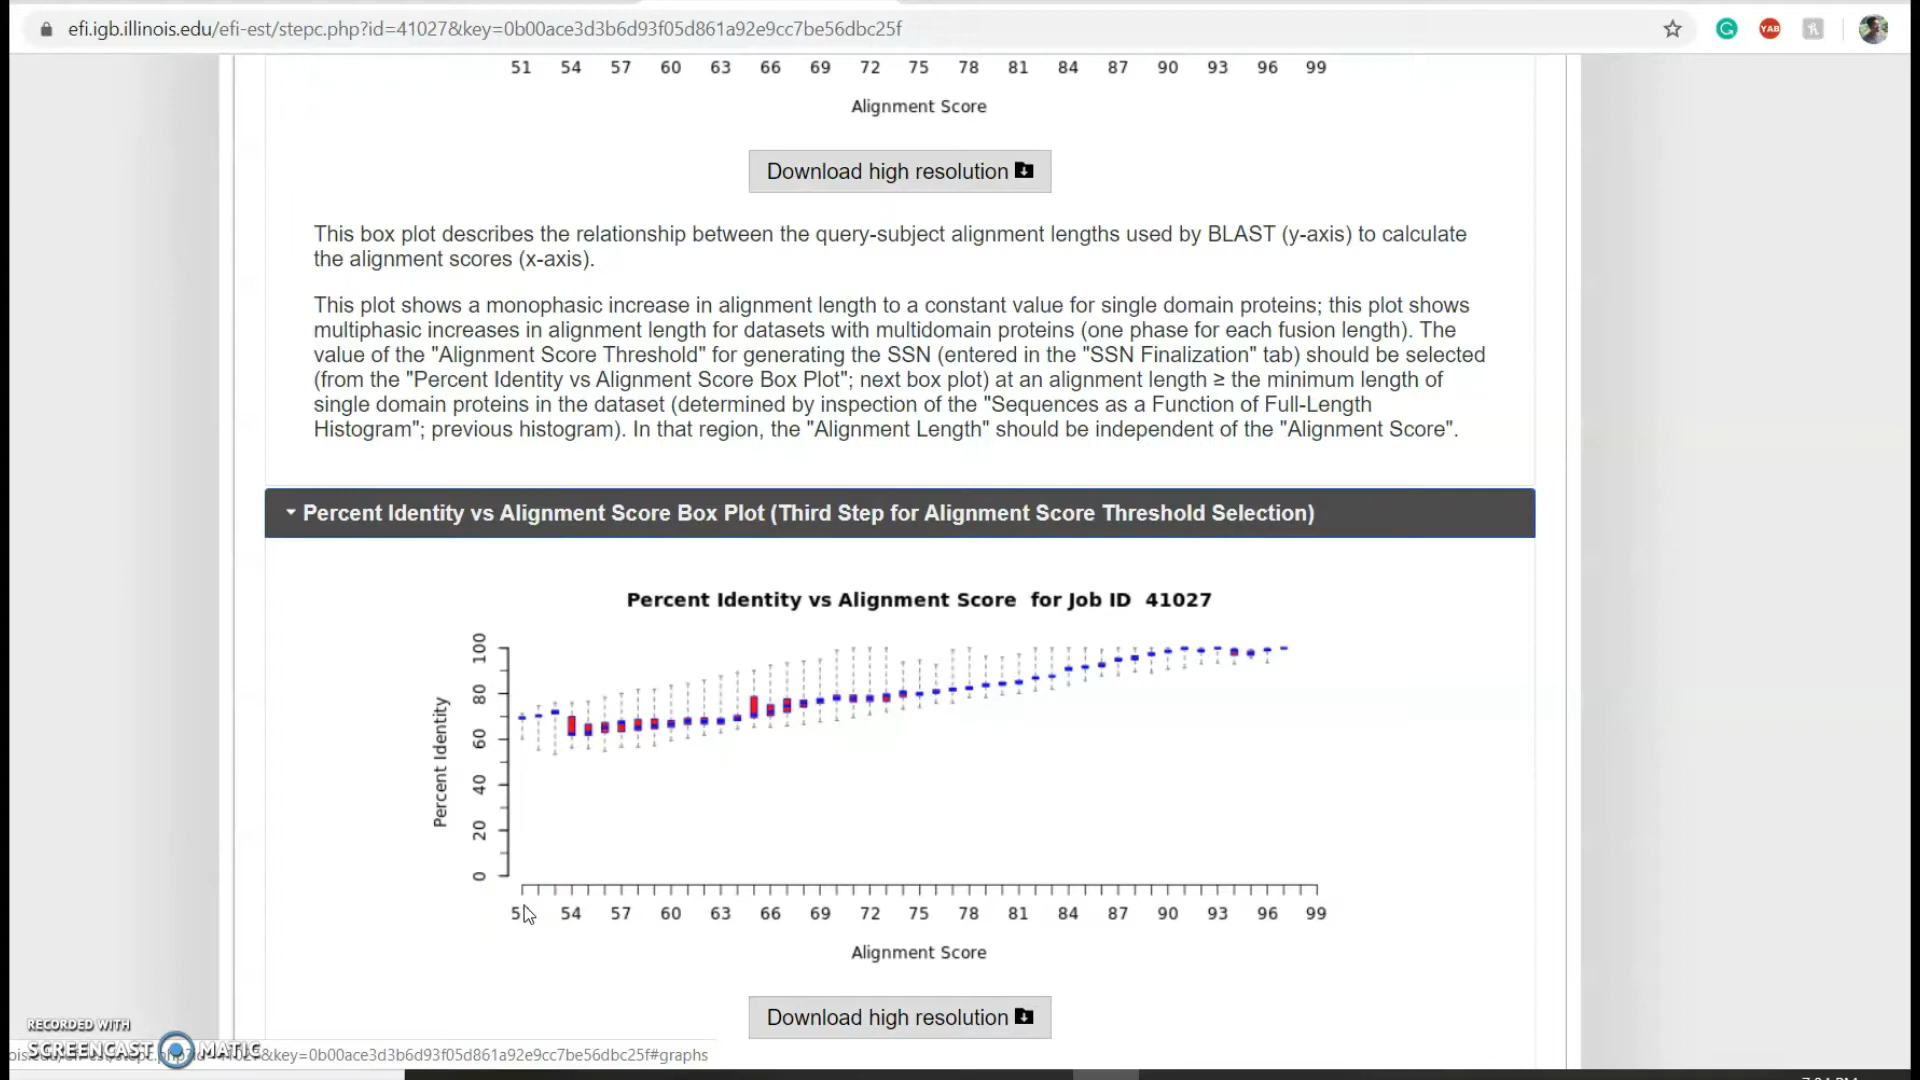 efi.igb.illinois.edu/efi-est/stepc.php?id=41027&key=0b00ace3d3b6d93f05d861a92e9cc7be56dbc25f
YAB
51 54 57 60 63 66 69 72 75 78 81 84 87 90 93 96 99
Alignment Score
Download high resolution
This box plot describes the relationship between the query-subject alignment lengths used by BLAST (y-axis) to calculate
the alignment scores (x-axis).
This plot shows a monophasic increase in alignment length to a constant value for single domain proteins; this plot shows
multiphasic increases in alignment length for datasets with multidomain proteins (one phase for each fusion length). The
value of the "Alignment Score Threshold" for generating the SSN (entered in the "SSN Finalization" tab) should be selected
(from the "Percent Identity vs Alignment Score Box Plot"; next box plot) at an alignment length ≥ the minimum length of
single domain proteins in the dataset (determined by inspection of the "Sequences as a Function of Full-Length
Histogram"; previous histogram). In that region, the "Alignment Length" should be independent of the "Alignment Score".
Percent Identity vs Alignment Score Box Plot (Third Step for Alignment Score Threshold Selection)
Percent Identity vs Alignment Score for Job ID 41027
Percent Identity
100
80
60
40
20
0
54 57 60 63 66 69 72 75 78 81 84 87 90 93 96 99
Alignment Score
Download high resolution
RECORDED WITH
SCREENCAST MATIC
&key=0b00ace3d3b6d93f05d861a92e9cc7be56dbc25f#graphs